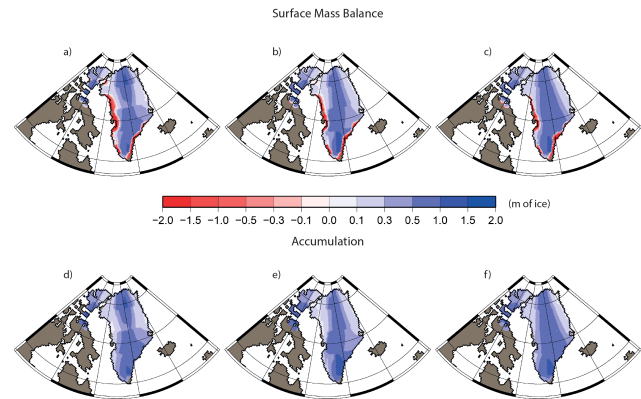 Surface Mass Balance
a) b) c)
−2.0 −1.5 −1.0 −0.5 −0.3 −0.1 0.0 0.1 0.3 0.5 1.0 1.5 2.0 (m of ice)
Accumulation
d) e) f)